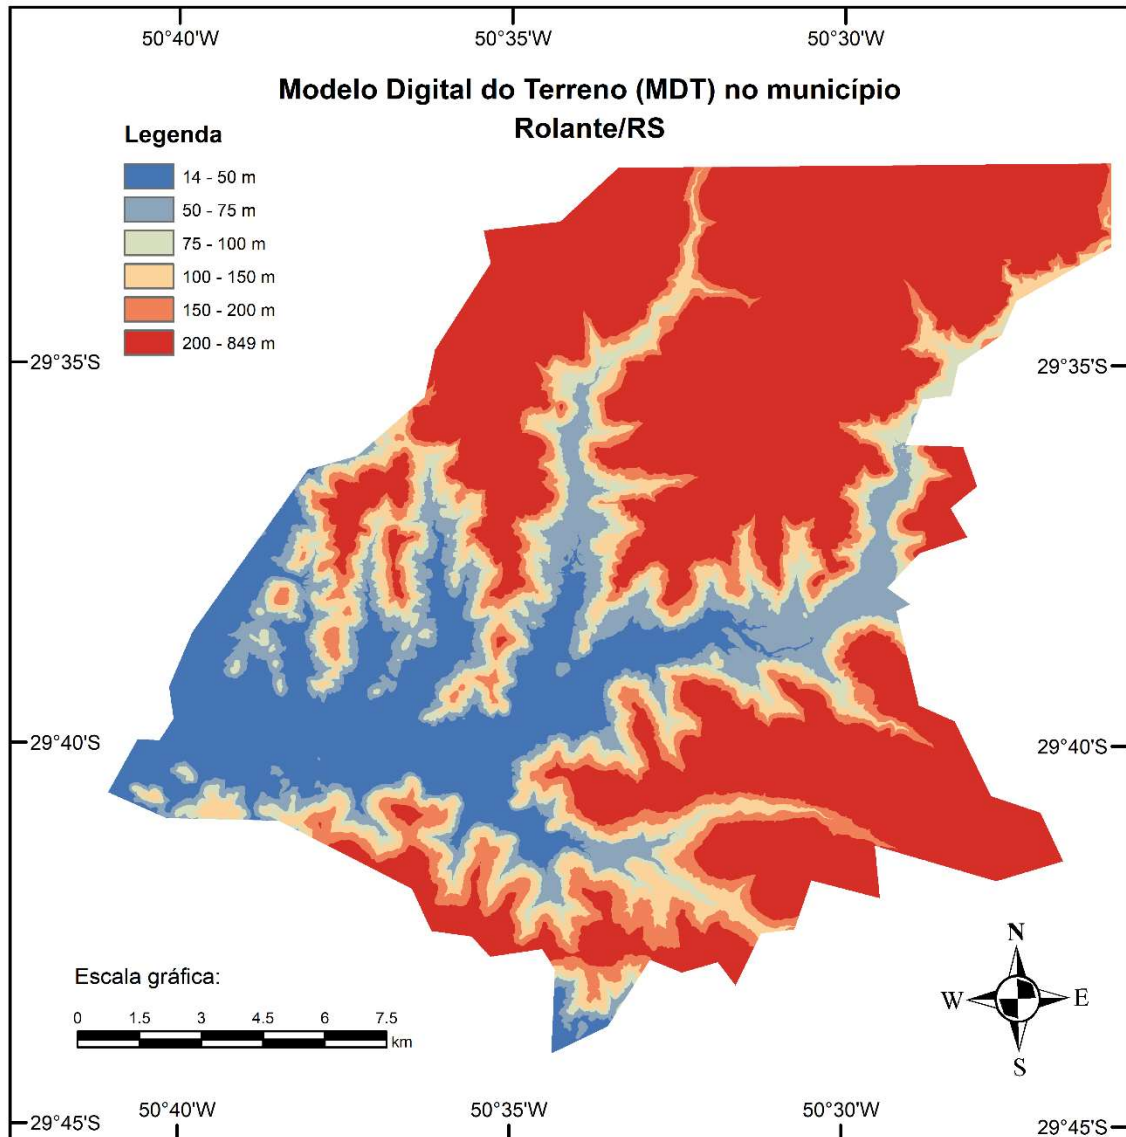 50°40'W 50°35'W 50°30'W
Modelo Digital do Terreno (MDT) no município
Rolante/RS
Legenda
14 - 50 m
50 - 75 m
75 - 100 m
100 - 150 m
150 - 200 m
200 - 849 m
29°35'S 29°35'S
29°40'S 29°40'S
N
W E
S
Escala gráfica:
0 1.5 3 4.5 6 7.5
km
50°40'W 50°35'W 50°30'W
29°45'S 29°45'S